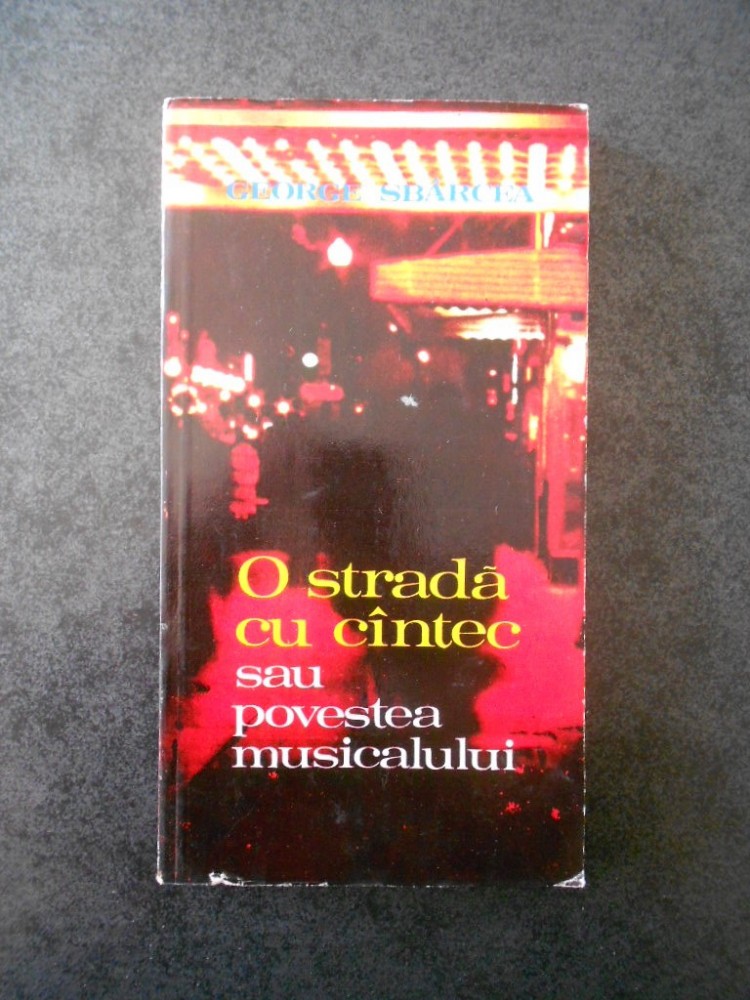 GEORGE SBÂRCEA
O stradă
cu cîntec
sau
povestea
musicalului